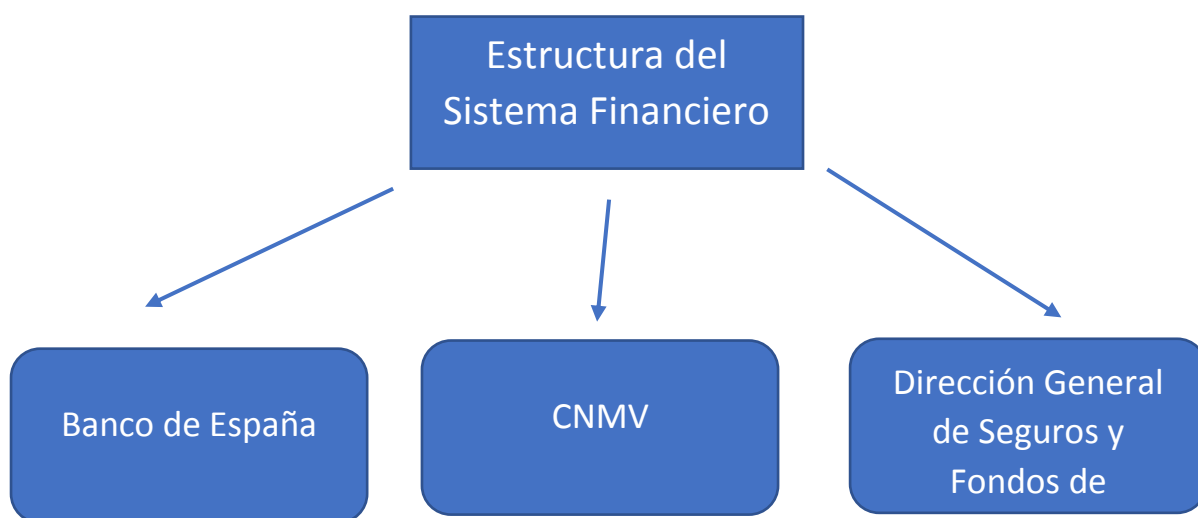 Estructura del
Sistema Financiero
Banco de España
CNMV
Dirección General
de Seguros y
Fondos de